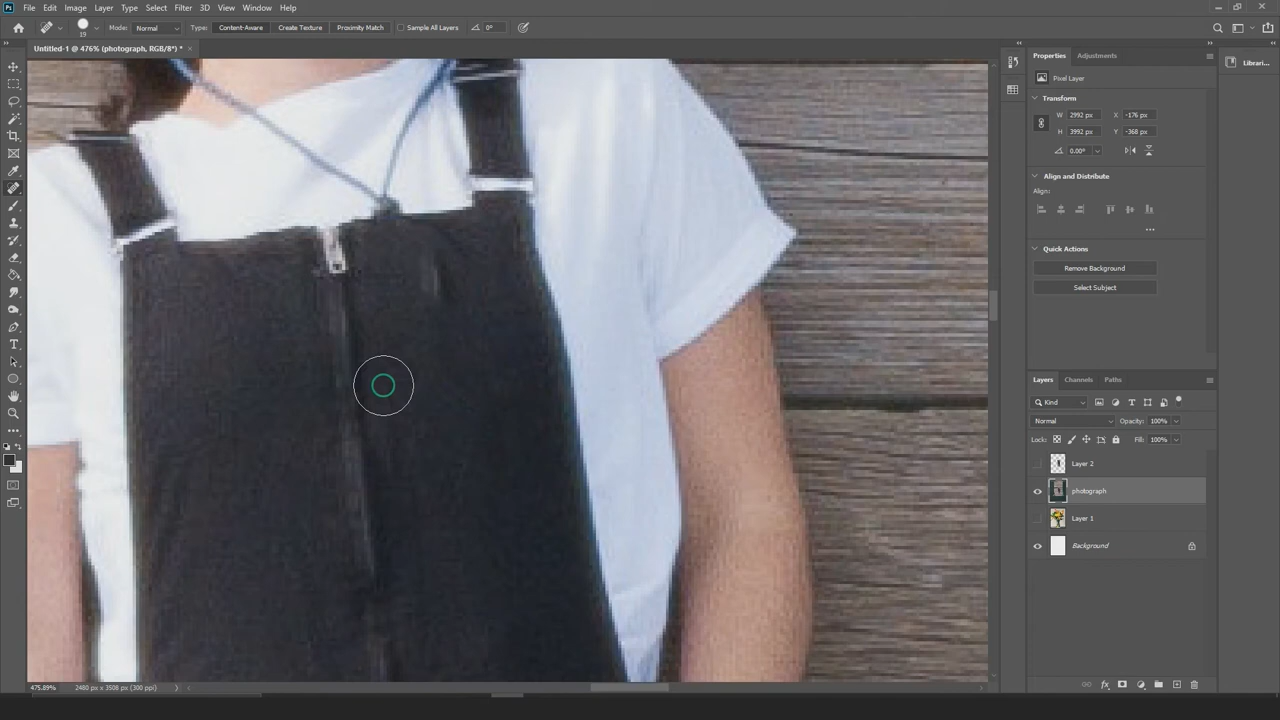 Ps File Edit Image Layer Type Select Filter 3D View Window Help
19 Mode: Normal Type: Content-Aware Create Texture Proximity Match Sample All Layers 0°
Untitled-1 @ 476% (photograph, RGB/8*) * ×
Properties Adjustments
Librari...
Pixel Layer
Transform
W 2992 px X -176 px
H 3992 px Y -368 px
0.00°
Align and Distribute
Align:
...
Quick Actions
Remove Background
Select Subject
Layers Channels Paths
Kind
Normal Opacity: 100%
Lock: Fill: 100%
Layer 2
photograph
Layer 1
Background
475.89% 2480 px x 3508 px (300 ppi)